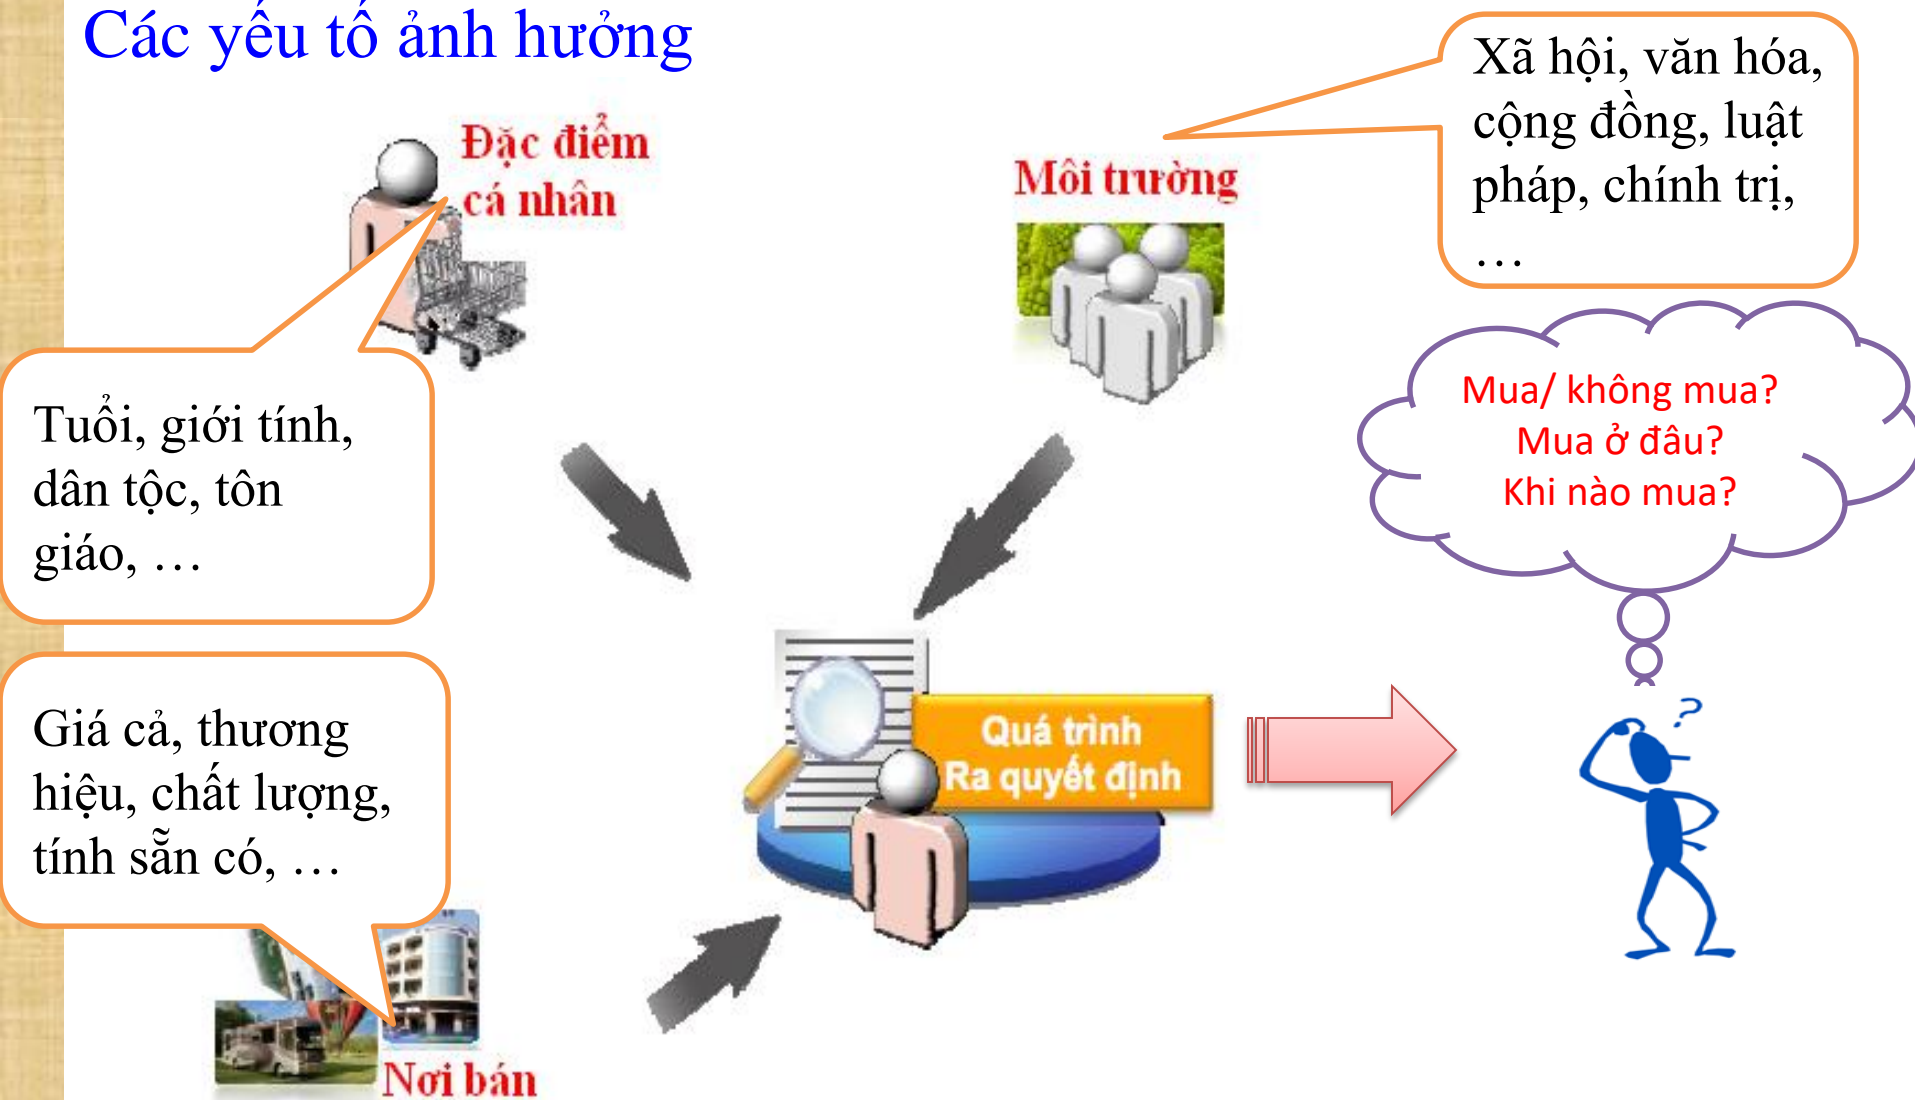 Các yếu tố ảnh hưởng
Đặc điểm
cá nhân
Môi trường
Xã hội, văn hóa,
cộng đồng, luật
pháp, chính trị,
…
Tuổi, giới tính,
dân tộc, tôn
giáo, …
Mua/ không mua?
Mua ở đâu?
Khi nào mua?
Giá cả, thương
hiệu, chất lượng,
tính sẵn có, …
Quá trình
Ra quyết định
?
Nơi bán